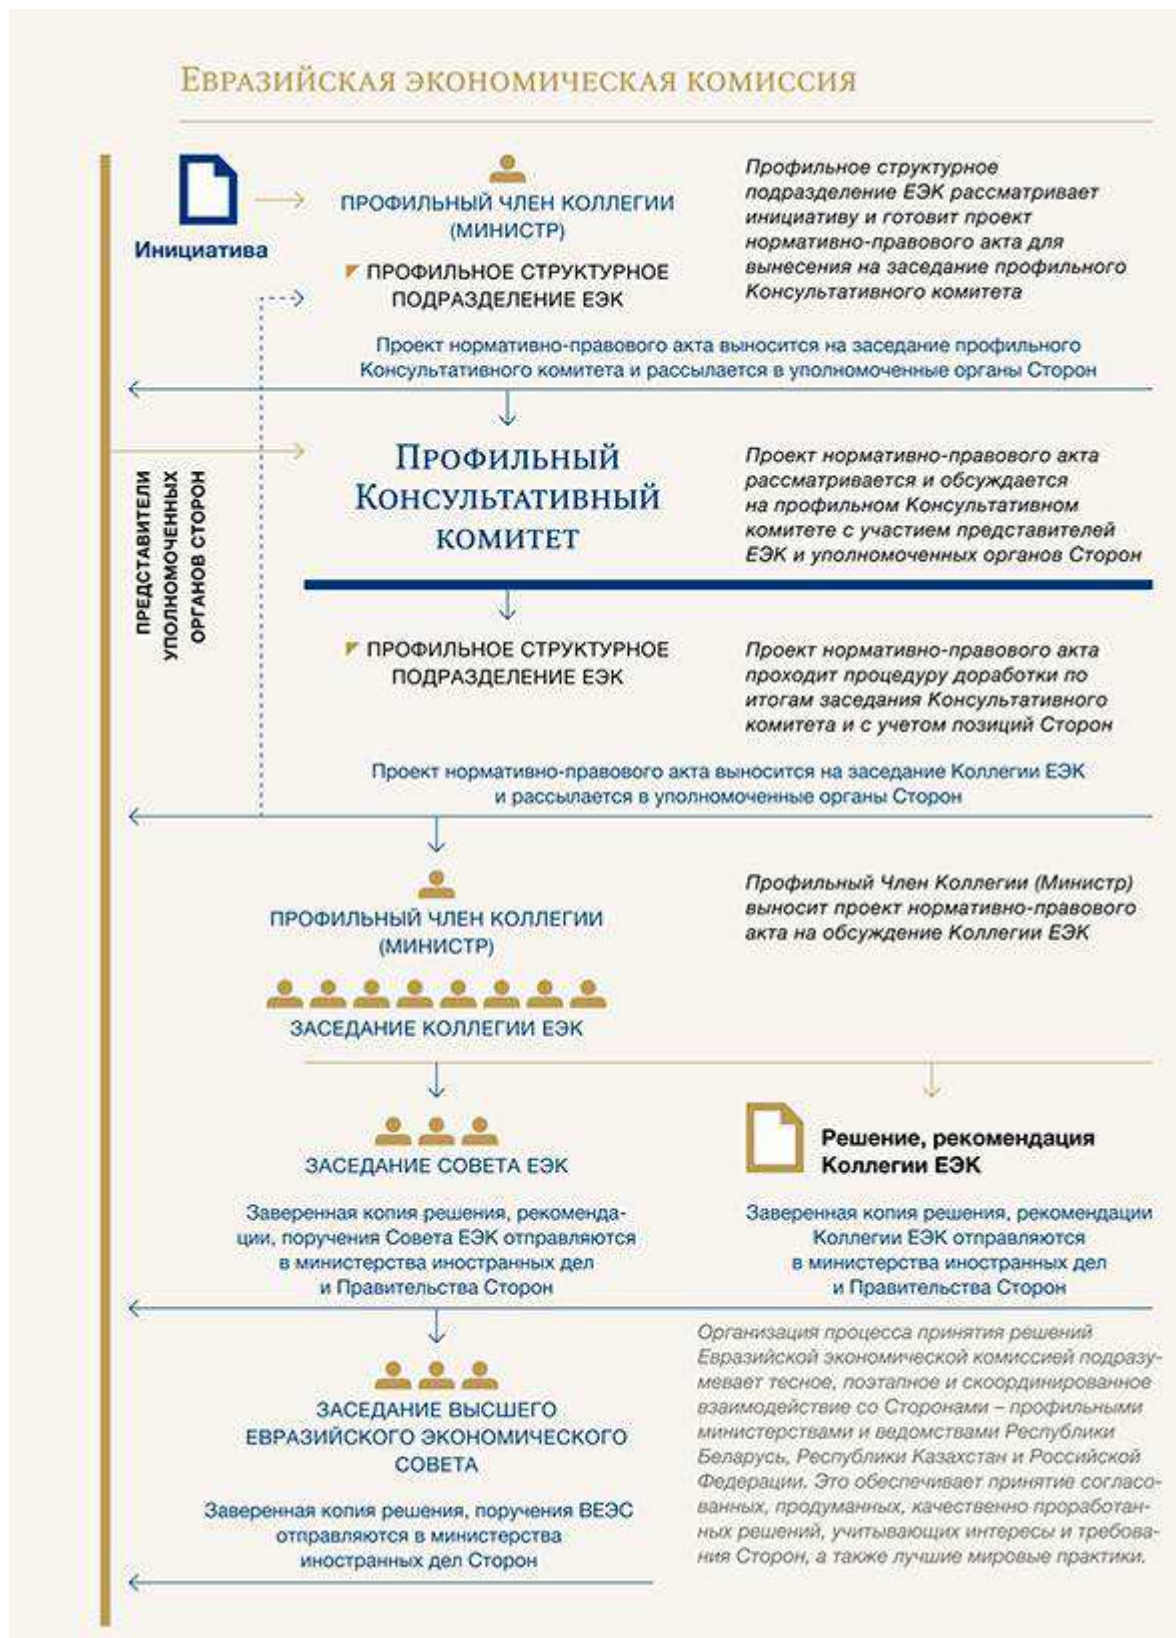 Евразийская экономическая комиссия
Инициатива
ПРОФИЛЬНЫЙ ЧЛЕН КОЛЛЕГИИ
(МИНИСТР)
ПРОФИЛЬНОЕ СТРУКТУРНОЕ
ПОДРАЗДЕЛЕНИЕ ЕЭК
Профильное структурное
подразделение ЕЭК рассматривает
инициативу и готовит проект
нормативно-правового акта для
вынесения на заседание профильного
Консультативного комитета
Проект нормативно-правового акта выносится на заседание профильного
Консультативного комитета и рассылается в уполномоченные органы Сторон
ПРЕДСТАВИТЕЛИ
УПОЛНОМОЧЕННЫХ
ОРГАНОВ СТОРОН
Профильный
Консультативный
комитет
Проект нормативно-правового акта
рассматривается и обсуждается
на профильном Консультативном
комитете с участием представителей
ЕЭК и уполномоченных органов Сторон
ПРОФИЛЬНОЕ СТРУКТУРНОЕ
ПОДРАЗДЕЛЕНИЕ ЕЭК
Проект нормативно-правового акта
проходит процедуру доработки по
итогам заседания Консультативного
комитета и с учетом позиций Сторон
Проект нормативно-правового акта выносится на заседание Коллегии ЕЭК
и рассылается в уполномоченные органы Сторон
ПРОФИЛЬНЫЙ ЧЛЕН КОЛЛЕГИИ
(МИНИСТР)
Профильный Член Коллегии (Министр)
выносит проект нормативно-правового
акта на обсуждение Коллегии ЕЭК
ЗАСЕДАНИЕ КОЛЛЕГИИ ЕЭК
ЗАСЕДАНИЕ СОВЕТА ЕЭК
Заверенная копия решения, рекоменда-
ции, поручения Совета ЕЭК отправляются
в министерства иностранных дел
и Правительства Сторон
Решение, рекомендация
Коллегии ЕЭК
Заверенная копия решения, рекомендации
Коллегии ЕЭК отправляются
в министерства иностранных дел
и Правительства Сторон
ЗАСЕДАНИЕ ВЫСШЕГО
ЕВРАЗИЙСКОГО ЭКОНОМИЧЕСКОГО
СОВЕТА
Заверенная копия решения, поручения ВЕЭС
отправляются в министерства
иностранных дел Сторон
Организация процесса принятия решений
Евразийской экономической комиссией подразу-
мевает тесное, поэтапное и скоординированное
взаимодействие со Сторонами – профильными
министерствами и ведомствами Республики
Беларусь, Республики Казахстан и Российской
Федерации. Это обеспечивает принятие согласо-
ванных, продуманных, качественно проработан-
ных решений, учитывающих интересы и требова-
ния Сторон, а также лучшие мировые практики.